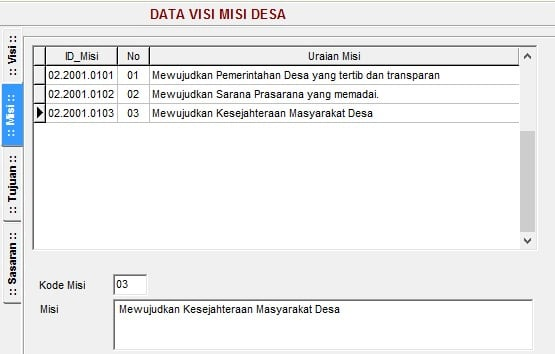 DATA VISI MISI DESA
:: Visi ::
:: Misi ::
:: Tujuan ::
:: Sasaran ::
ID_Misi No Uraian Misi
02.2001.0101 01 Mewujudkan Pemerintahan Desa yang tertib dan transparan
02.2001.0102 02 Mewujudkan Sarana Prasarana yang memadai.
02.2001.0103 03 Mewujudkan Kesejahteraan Masyarakat Desa
Kode Misi 03
Misi Mewujudkan Kesejahteraan Masyarakat Desa